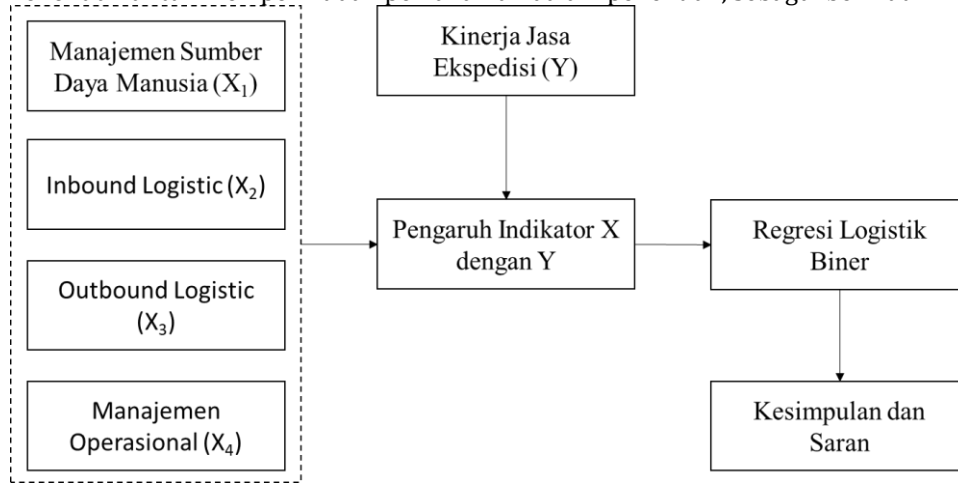 Manajemen Sumber
Daya Manusia (X₁)
Inbound Logistic (X₂)
Outbound Logistic
(X₃)
Manajemen
Operasional (X₄)
Kinerja Jasa
Ekspedisi (Y)
Pengaruh Indikator X
dengan Y
Regresi Logistik
Biner
Kesimpulan dan
Saran